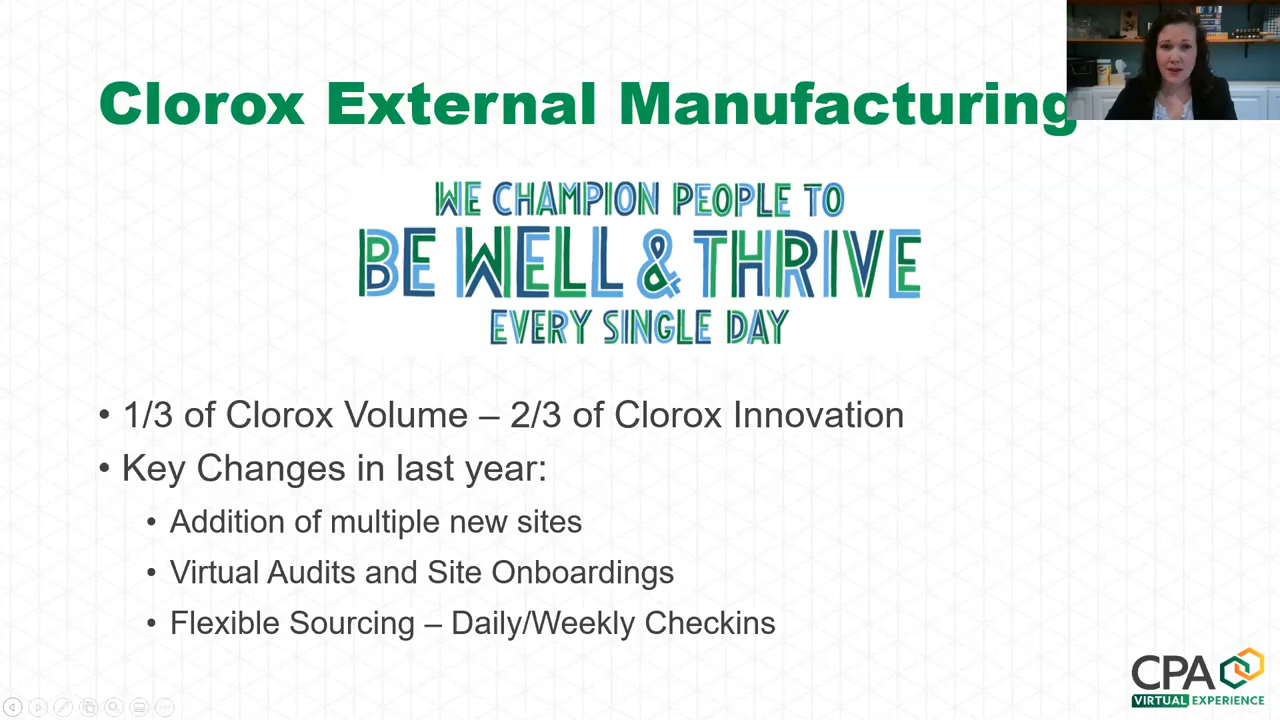 Clorox External Manufacturing
WE CHAMPION PEOPLE TO
BE WELL & THRIVE
EVERY SINGLE DAY
• 1/3 of Clorox Volume – 2/3 of Clorox Innovation
• Key Changes in last year:
• Addition of multiple new sites
• Virtual Audits and Site Onboardings
• Flexible Sourcing – Daily/Weekly Checkins
CPA
VIRTUAL EXPERIENCE